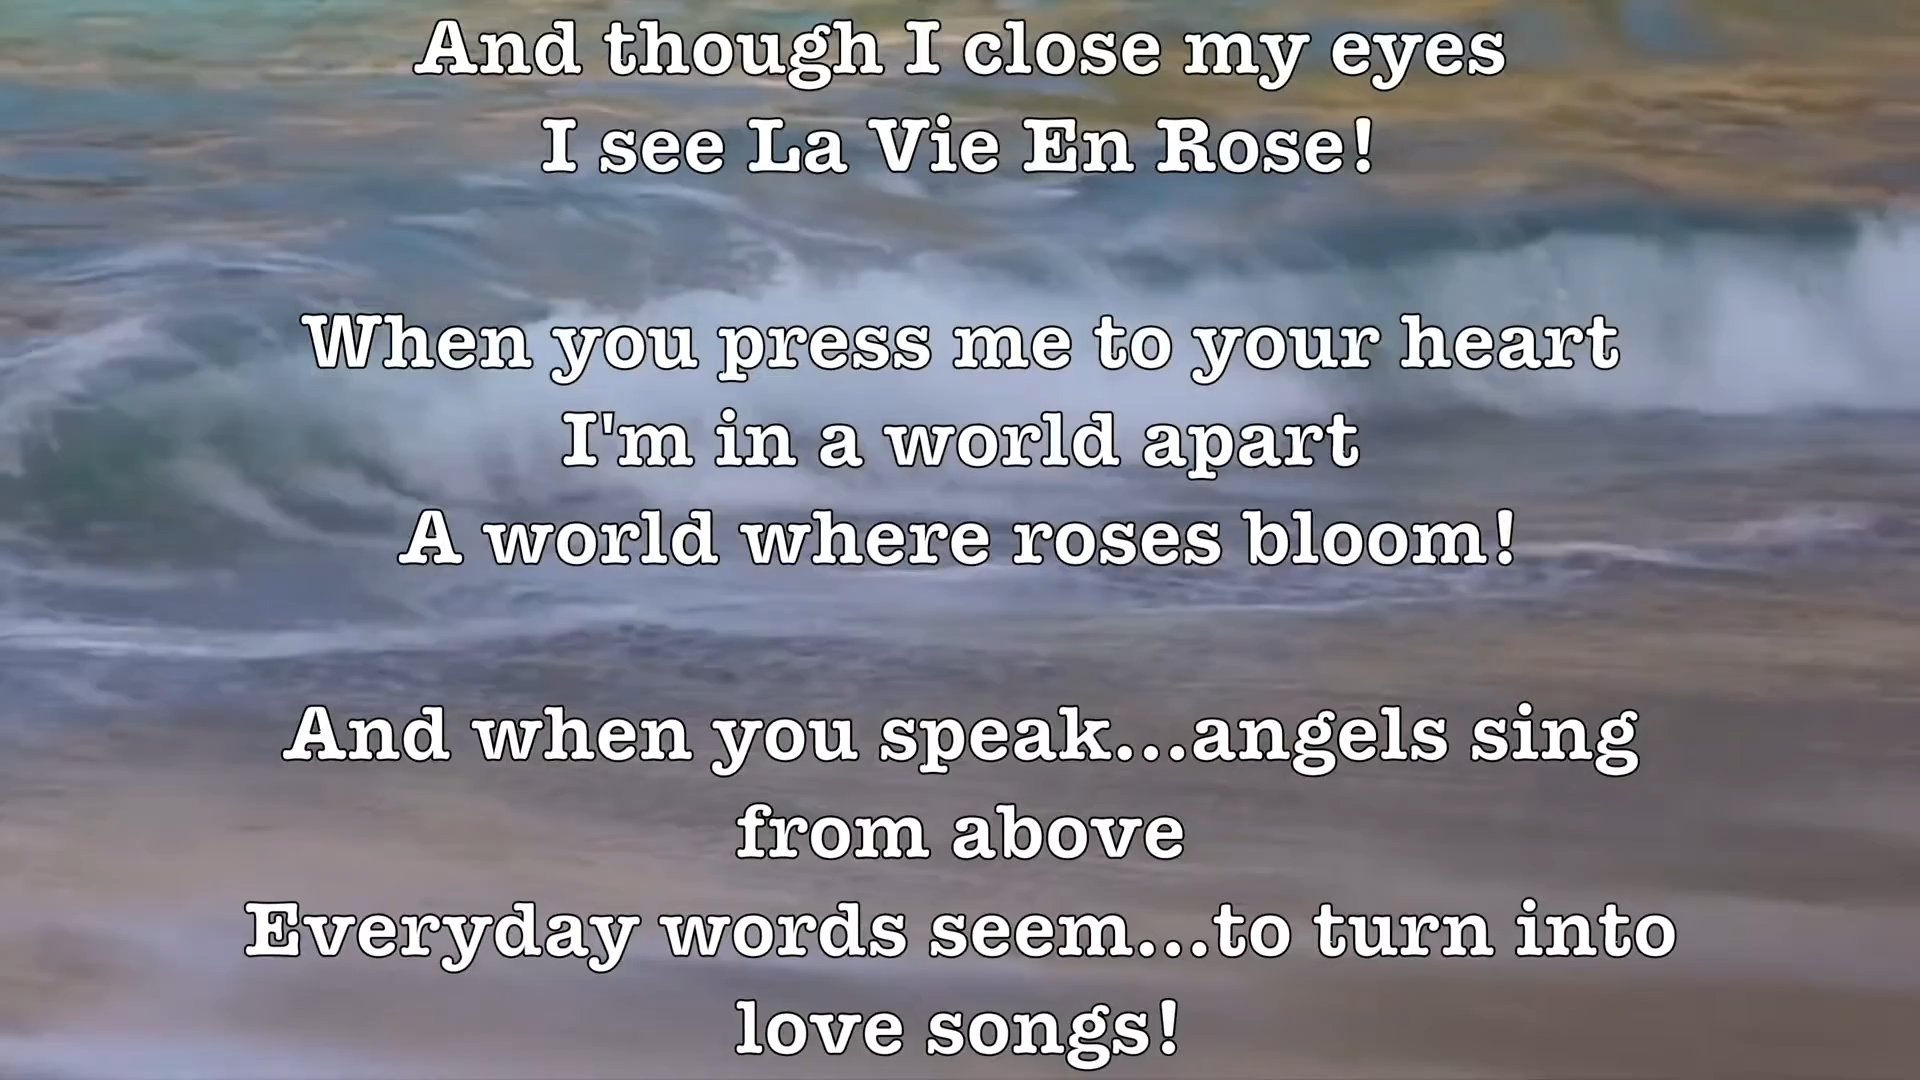 And though I close my eyes
I see La Vie En Rose!
When you press me to your heart
I'm in a world apart
A world where roses bloom!
And when you speak...angels sing
from above
Everyday words seem...to turn into
love songs!